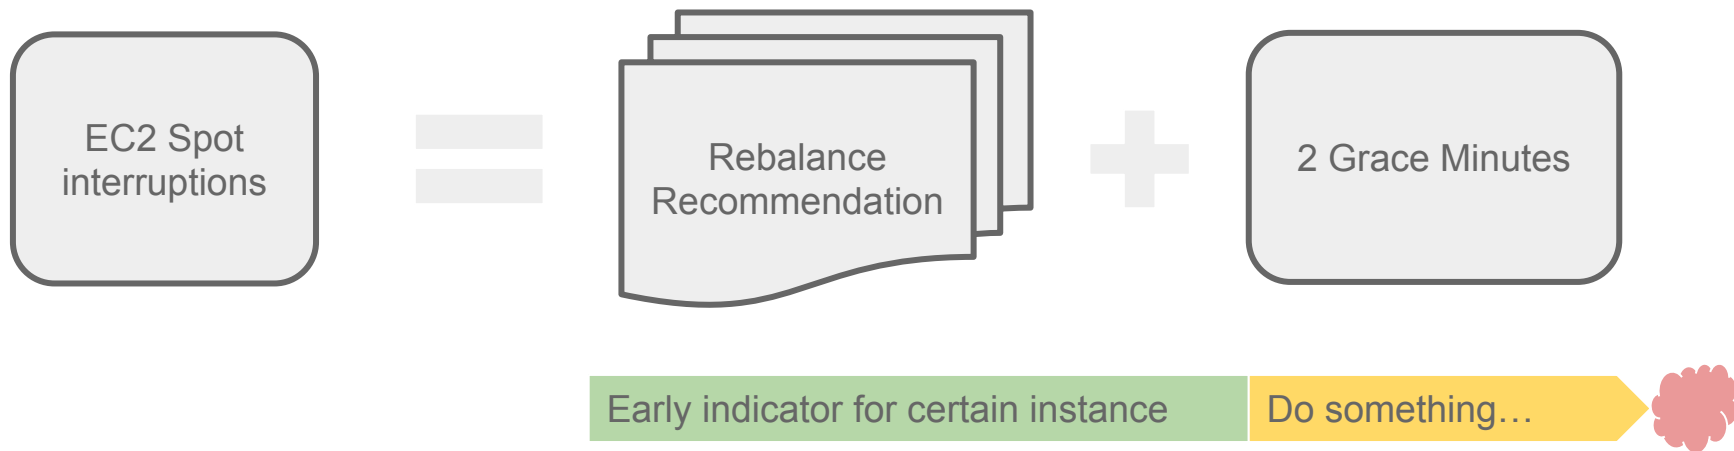 EC2 Spot
interruptions
Rebalance
Recommendation
2 Grace Minutes
Early indicator for certain instance
Do something…